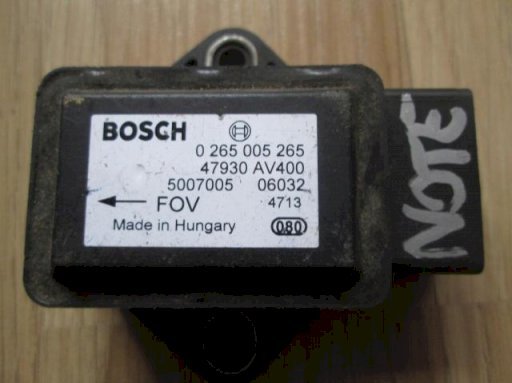 BOSCH
0 265 005 265
47930 AV400
5007005 06032
← FOV 4713
Made in Hungary 080
NOTE